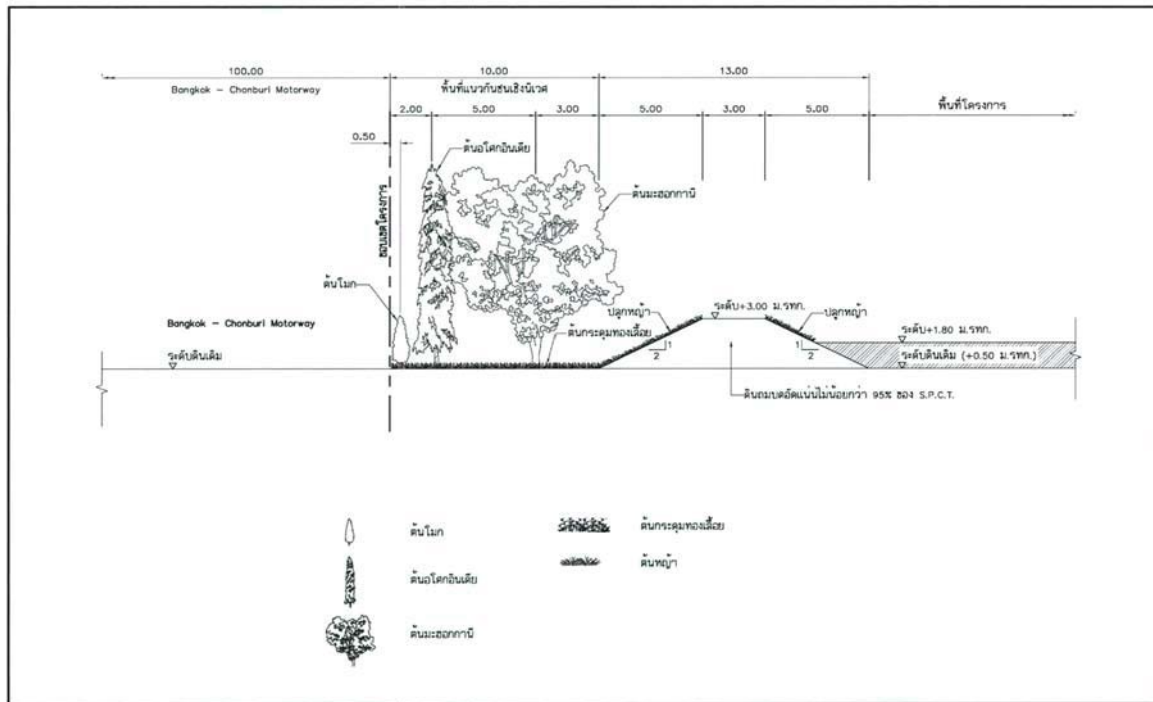 100.00 10.00 13.00
Bangkok – Chonburi Motorway พื้นที่แนวกันชนเชิงนิเวศ
2.00 5.00 3.00 5.00 3.00 5.00 พื้นที่โครงการ
0.50
ต้นอโศกอินเดีย
ต้นมะฮอกกานี
ขอบเขตโครงการ
ต้นโมก
ปลูกหญ้า ระดับ+3.00 ม.รทก. ปลูกหญ้า
Bangkok – Chonburi Motorway ต้นกระดุมทองเลื้อย ระดับ+1.80 ม.รทก.
1 1
2 2
ระดับดินเดิม ระดับดินเดิม (+0.50 ม.รทก.)
ดินถมบดอัดแน่นไม่น้อยกว่า 95% ของ S.P.C.T.
ต้นโมก ต้นกระดุมทองเลื้อย
ต้นหญ้า
ต้นอโศกอินเดีย
ต้นมะฮอกกานี